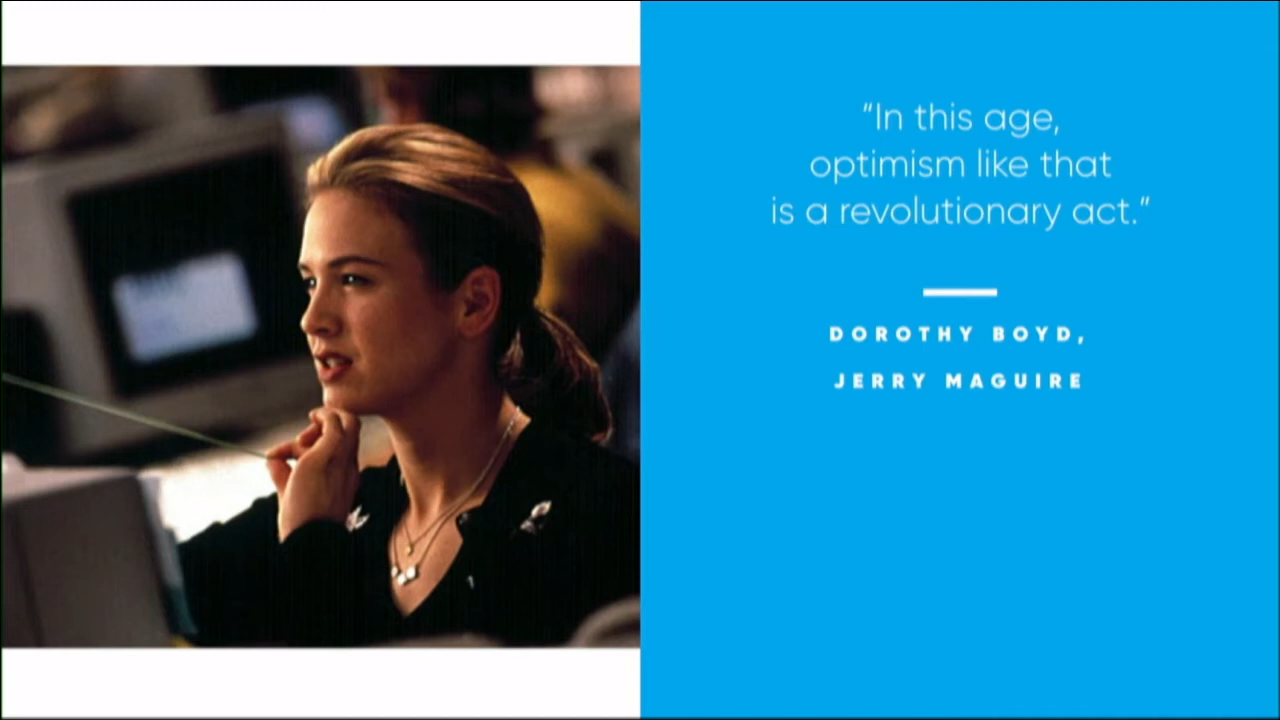 “In this age,
optimism like that
is a revolutionary act.”
DOROTHY BOYD,
JERRY MAGUIRE